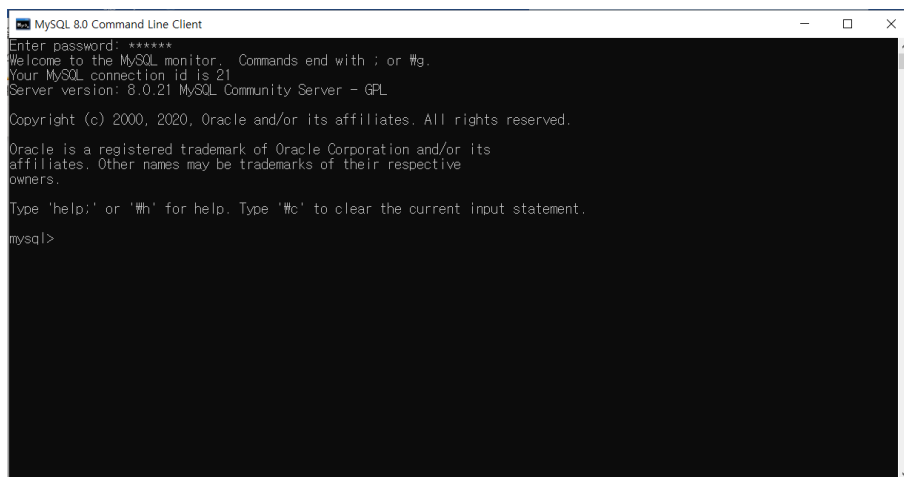 MySQL 8.0 Command Line Client
Enter password: ******
Welcome to the MySQL monitor.  Commands end with ; or ₩g.
Your MySQL connection id is 21
Server version: 8.0.21 MySQL Community Server - GPL
Copyright (c) 2000, 2020, Oracle and/or its affiliates. All rights reserved.
Oracle is a registered trademark of Oracle Corporation and/or its
affiliates. Other names may be trademarks of their respective
owners.
Type 'help;' or '₩h' for help. Type '₩c' to clear the current input statement.
mysql>